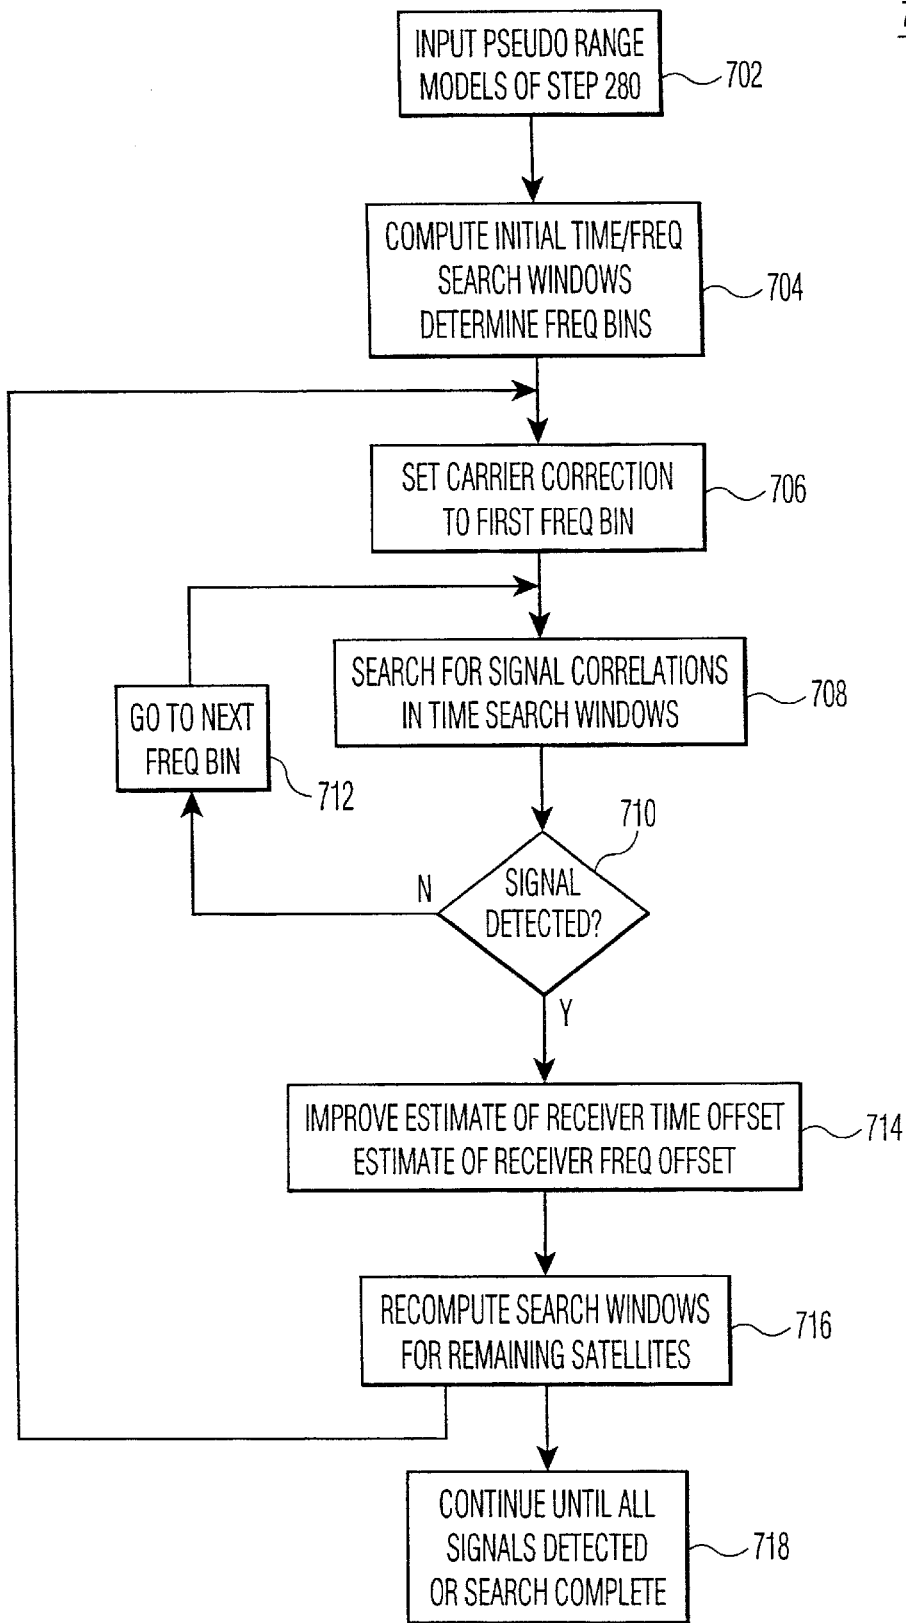 INPUT PSEUDO RANGE
MODELS OF STEP 280
702
COMPUTE INITIAL TIME/FREQ
SEARCH WINDOWS
DETERMINE FREQ BINS
704
SET CARRIER CORRECTION
TO FIRST FREQ BIN
706
SEARCH FOR SIGNAL CORRELATIONS
IN TIME SEARCH WINDOWS
708
GO TO NEXT
FREQ BIN
712
710
SIGNAL
DETECTED?
N
Y
IMPROVE ESTIMATE OF RECEIVER TIME OFFSET
ESTIMATE OF RECEIVER FREQ OFFSET
714
RECOMPUTE SEARCH WINDOWS
FOR REMAINING SATELLITES
716
CONTINUE UNTIL ALL
SIGNALS DETECTED
OR SEARCH COMPLETE
718